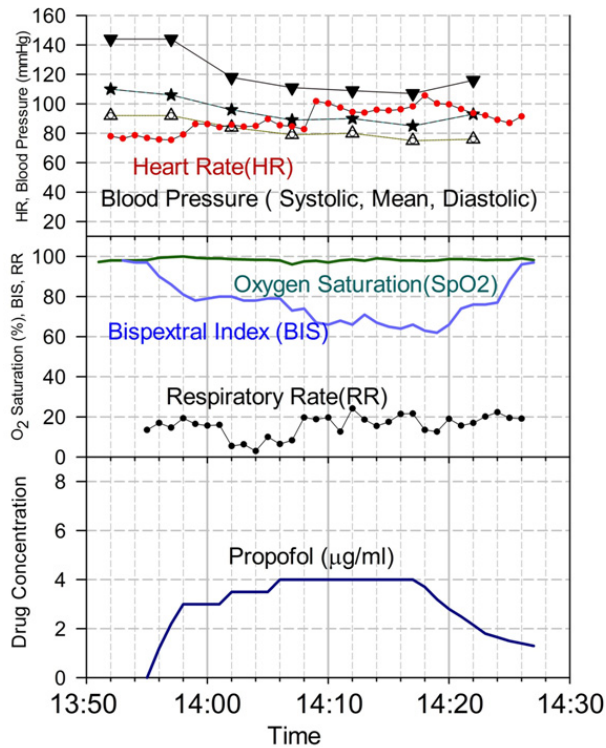 HR, Blood Pressure (mmHg)
160
140
120
100
80
60
40
20
Heart Rate(HR)
Blood Pressure ( Systolic, Mean, Diastolic)
O2 Saturation (%), BIS, RR
100
80
60
40
20
0
Oxygen Saturation(SpO2)
Bispextral Index (BIS)
Respiratory Rate(RR)
Drug Concentration
8
6
4
2
0
Propofol (μg/ml)
13:50 14:00 14:10 14:20 14:30
Time